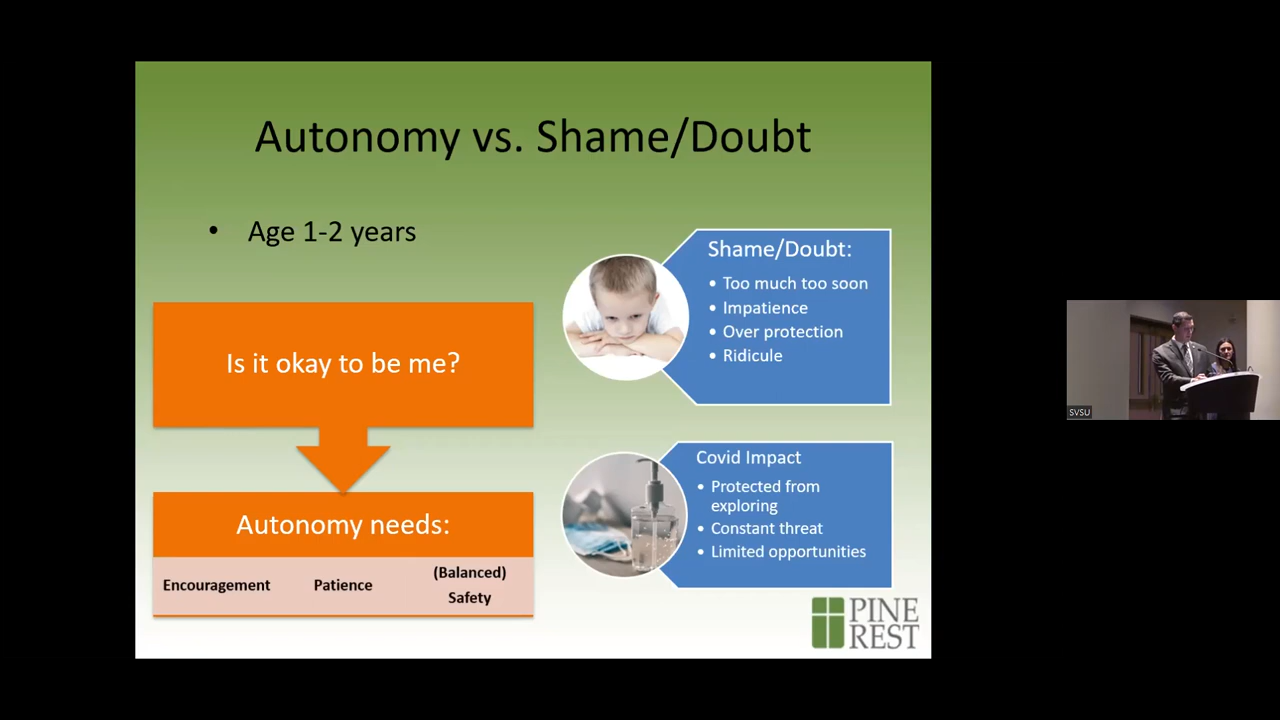 Autonomy vs. Shame/Doubt
• Age 1-2 years
Is it okay to be me?
Autonomy needs:
Encouragement
Patience
(Balanced)
Safety
Shame/Doubt:
• Too much too soon
• Impatience
• Over protection
• Ridicule
Covid Impact
• Protected from
exploring
• Constant threat
• Limited opportunities
PINE
REST
SVSU